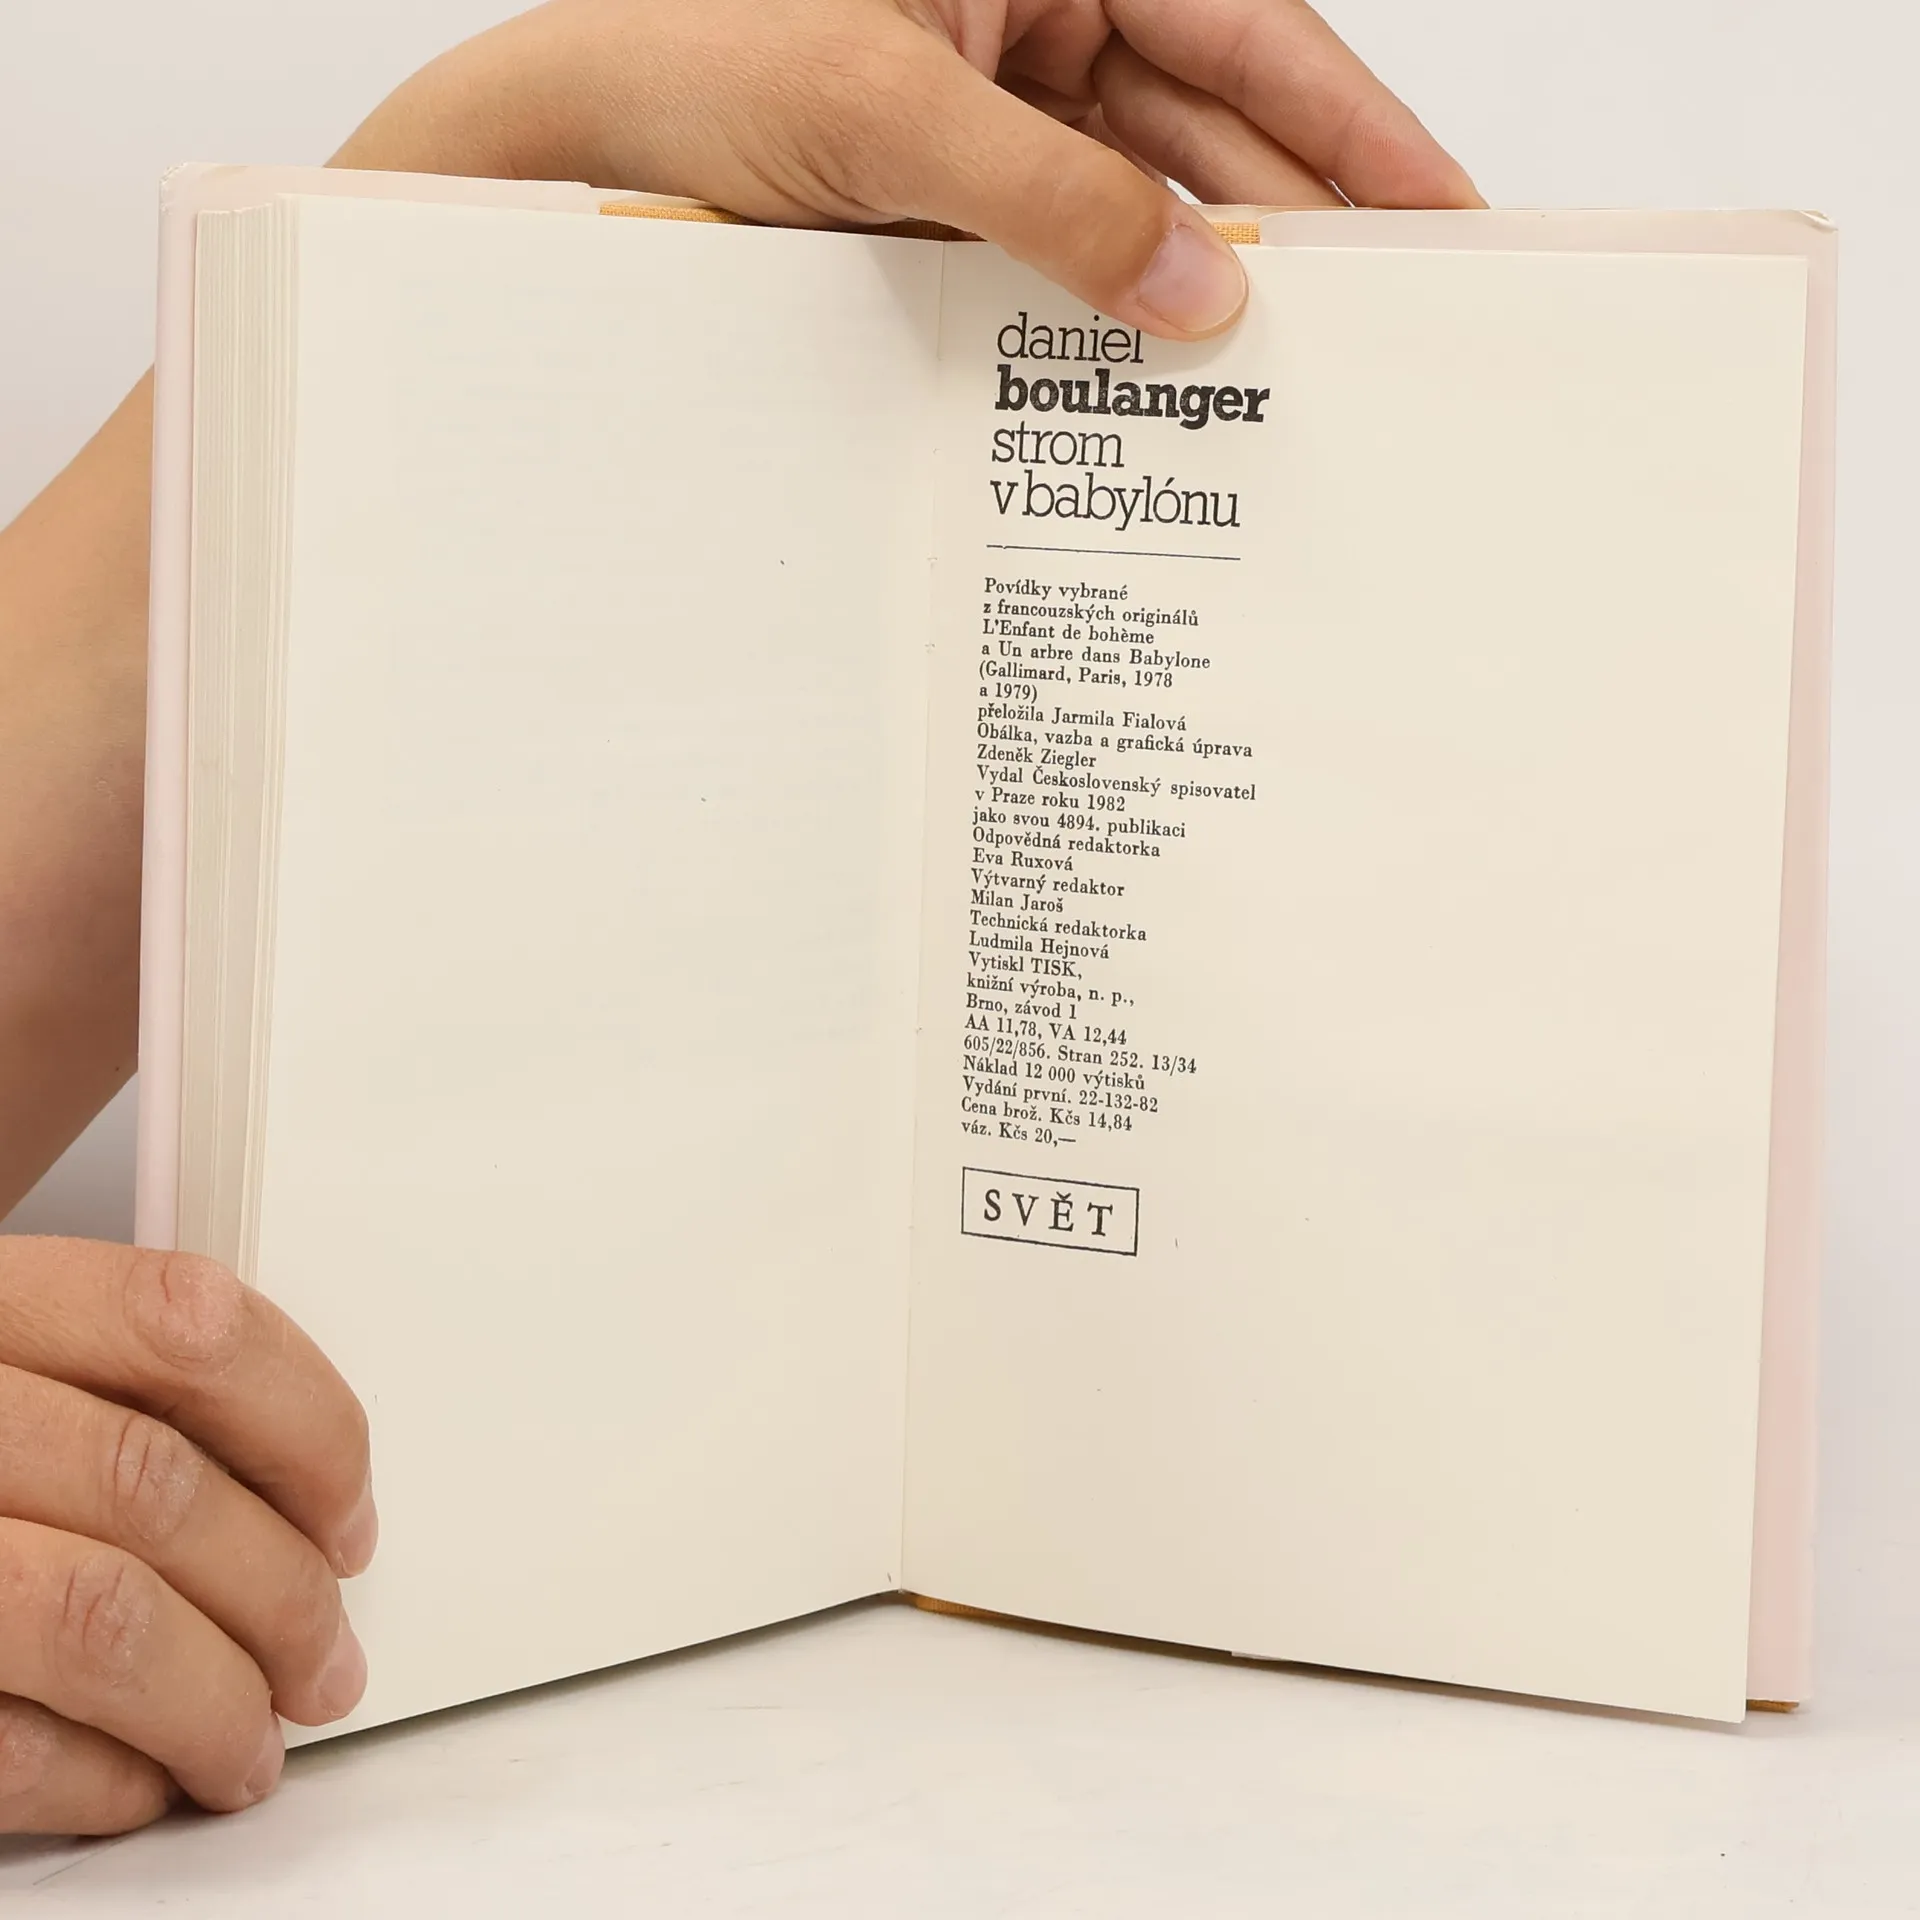 daniel
boulanger
strom
v babylónu
Povídky vybrané
z francouzských originálů
L'Enfant de bohème
a Un arbre dans Babylone
(Gallimard, Paris, 1978
a 1979)
přeložila Jarmila Fialová
Obálka, vazba a grafická úprava
Zdeněk Ziegler
Vydal Československý spisovatel
v Praze roku 1982
jako svou 4894. publikaci
Odpovědná redaktorka
Eva Ruxová
Výtvarný redaktor
Milan Jaroš
Technická redaktorka
Ludmila Hejnová
Vytiskl TISK,
knižní výroba, n. p.,
Brno, závod 1
AA 11,78, VA 12,44
605/22/856. Stran 252. 13/34
Náklad 12 000 výtisků
Vydání první. 22-132-82
Cena brož. Kčs 14,84
váz. Kčs 20,—
SVĚT